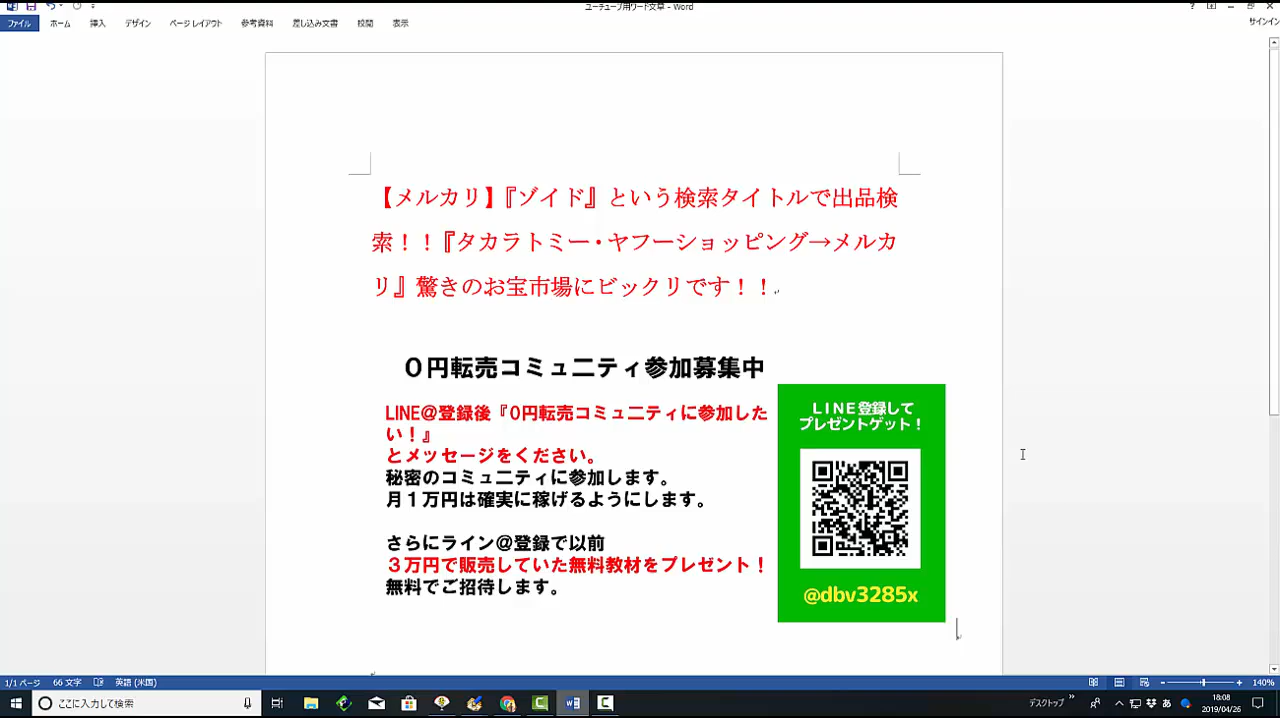 ユーチューブ用ワード文章 - Word
サインイン
ファイル ホーム 挿入 デザイン ページ レイアウト 参考資料 差し込み文書 校閲 表示
【メルカリ】『ゾイド』という検索タイトルで出品検
索！！『タカラトミー・ヤフーショッピング→メルカ
リ』驚きのお宝市場にビックリです！！
０円転売コミュニティ参加募集中
LINE@登録後『0円転売コミュニティに参加した
い！』
とメッセージをください。
秘密のコミュニティに参加します。
月１万円は確実に稼げるようにします。
さらにライン@登録で以前
３万円で販売していた無料教材をプレゼント！
無料でご招待します。
ＬＩＮＥ登録して
プレゼントゲット！
@dbv3285x
1/1 ページ 66 文字 英語 (米国) 140%
ここに入力して検索
デスクトップ
あ
18:08
2019/04/26